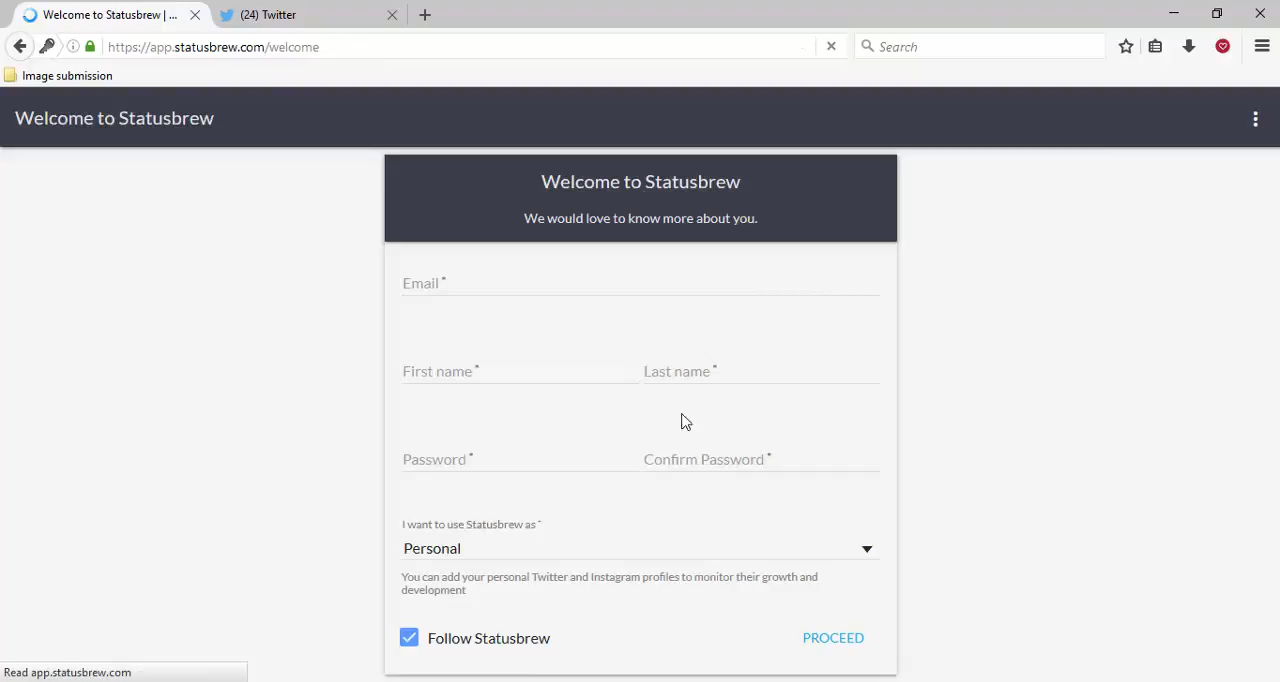 Welcome to Statusbrew | ...
(24) Twitter
https://app.statusbrew.com/welcome
Search
Image submission
Welcome to Statusbrew
Welcome to Statusbrew
We would love to know more about you.
Email *
First name * Last name *
Password * Confirm Password *
I want to use Statusbrew as *
Personal
You can add your personal Twitter and Instagram profiles to monitor their growth and
development
Follow Statusbrew PROCEED
Read app.statusbrew.com